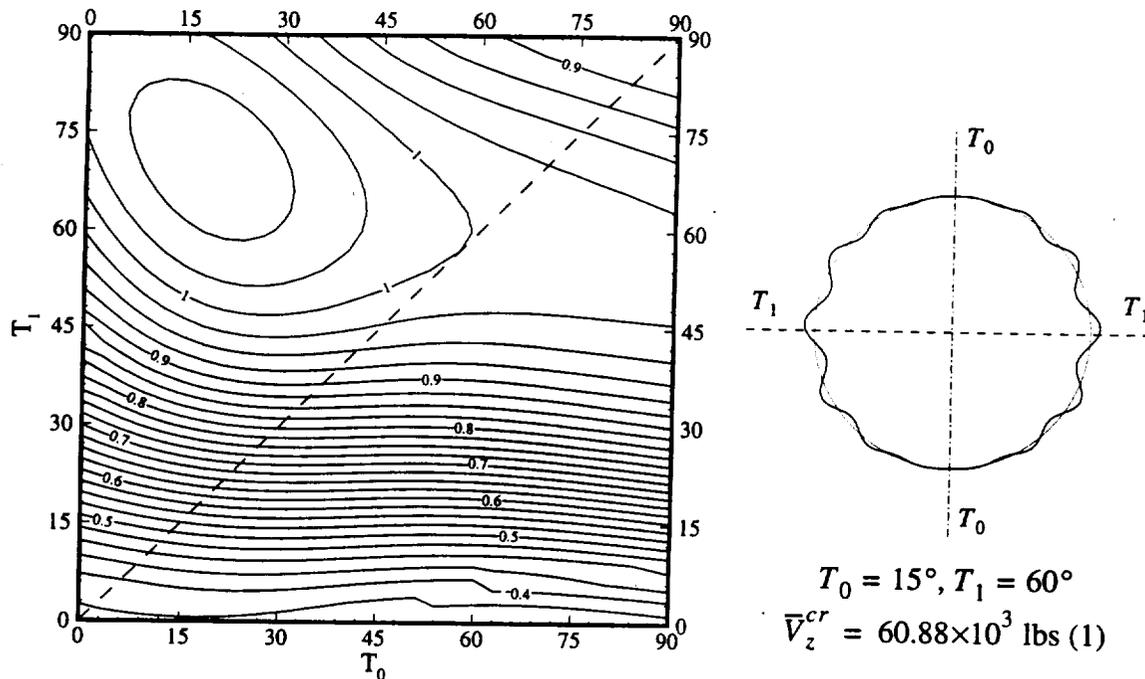 0 15 30 45 60 75 90
90 90
0.9
75 75
1
T₀
60 60
1 1
T₁ T₁
T₁
45 45
0.9 0.9
0.8
30 0.8 30
0.7
0.7
0.6
0.6
15 0.5 15
0.5
T₀
0.4
T₀ = 15°, T₁ = 60°
0 0
0 15 30 45 60 75 90
V̅_z^cr = 60.88×10³ lbs (1)
T₀